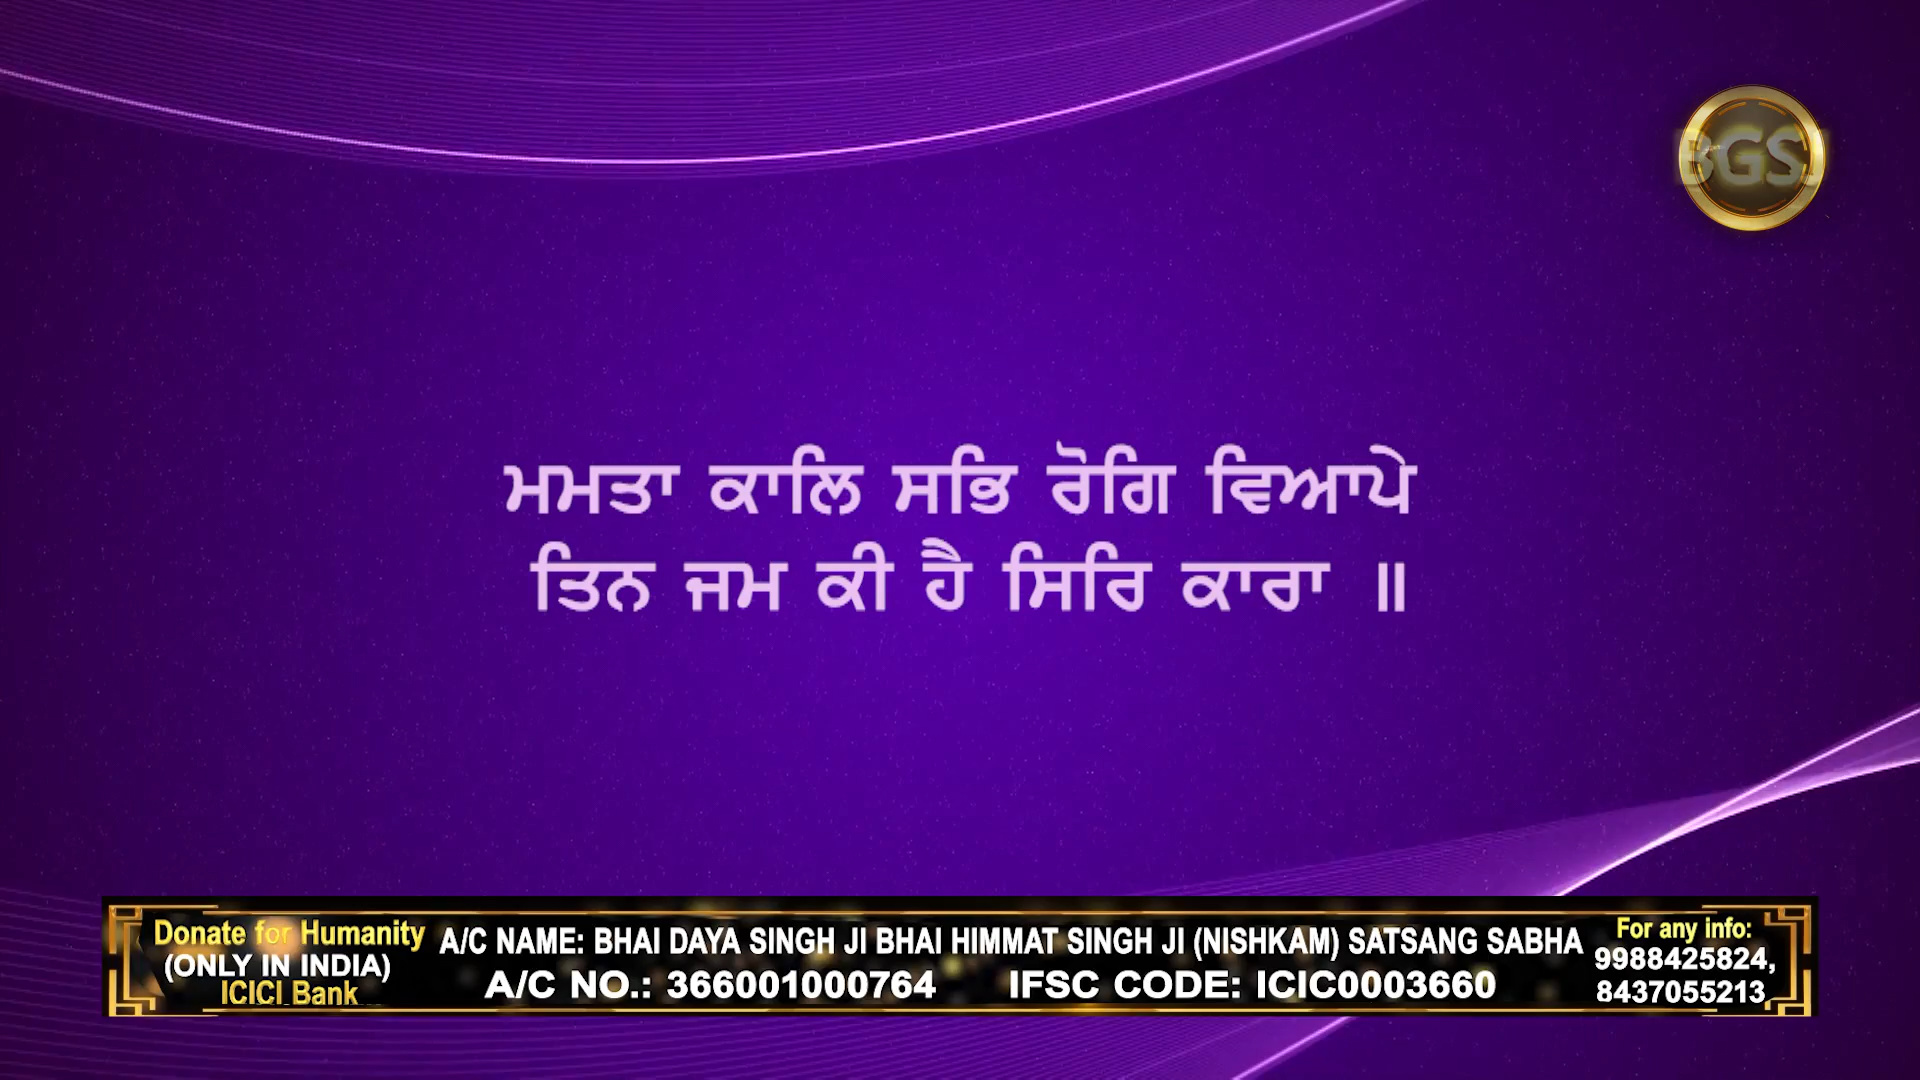 BGS
ਮਮਤਾ ਕਾਲਿ ਸਭਿ ਰੋਗਿ ਵਿਆਪੇ
ਤਿਨ ਜਮ ਕੀ ਹੈ ਸਿਰਿ ਕਾਰਾ ॥
Donate for Humanity
(ONLY IN INDIA)
ICICI Bank
A/C NAME: BHAI DAYA SINGH JI BHAI HIMMAT SINGH JI (NISHKAM) SATSANG SABHA
A/C NO.: 366001000764 IFSC CODE: ICIC0003660
For any info:
9988425824,
8437055213